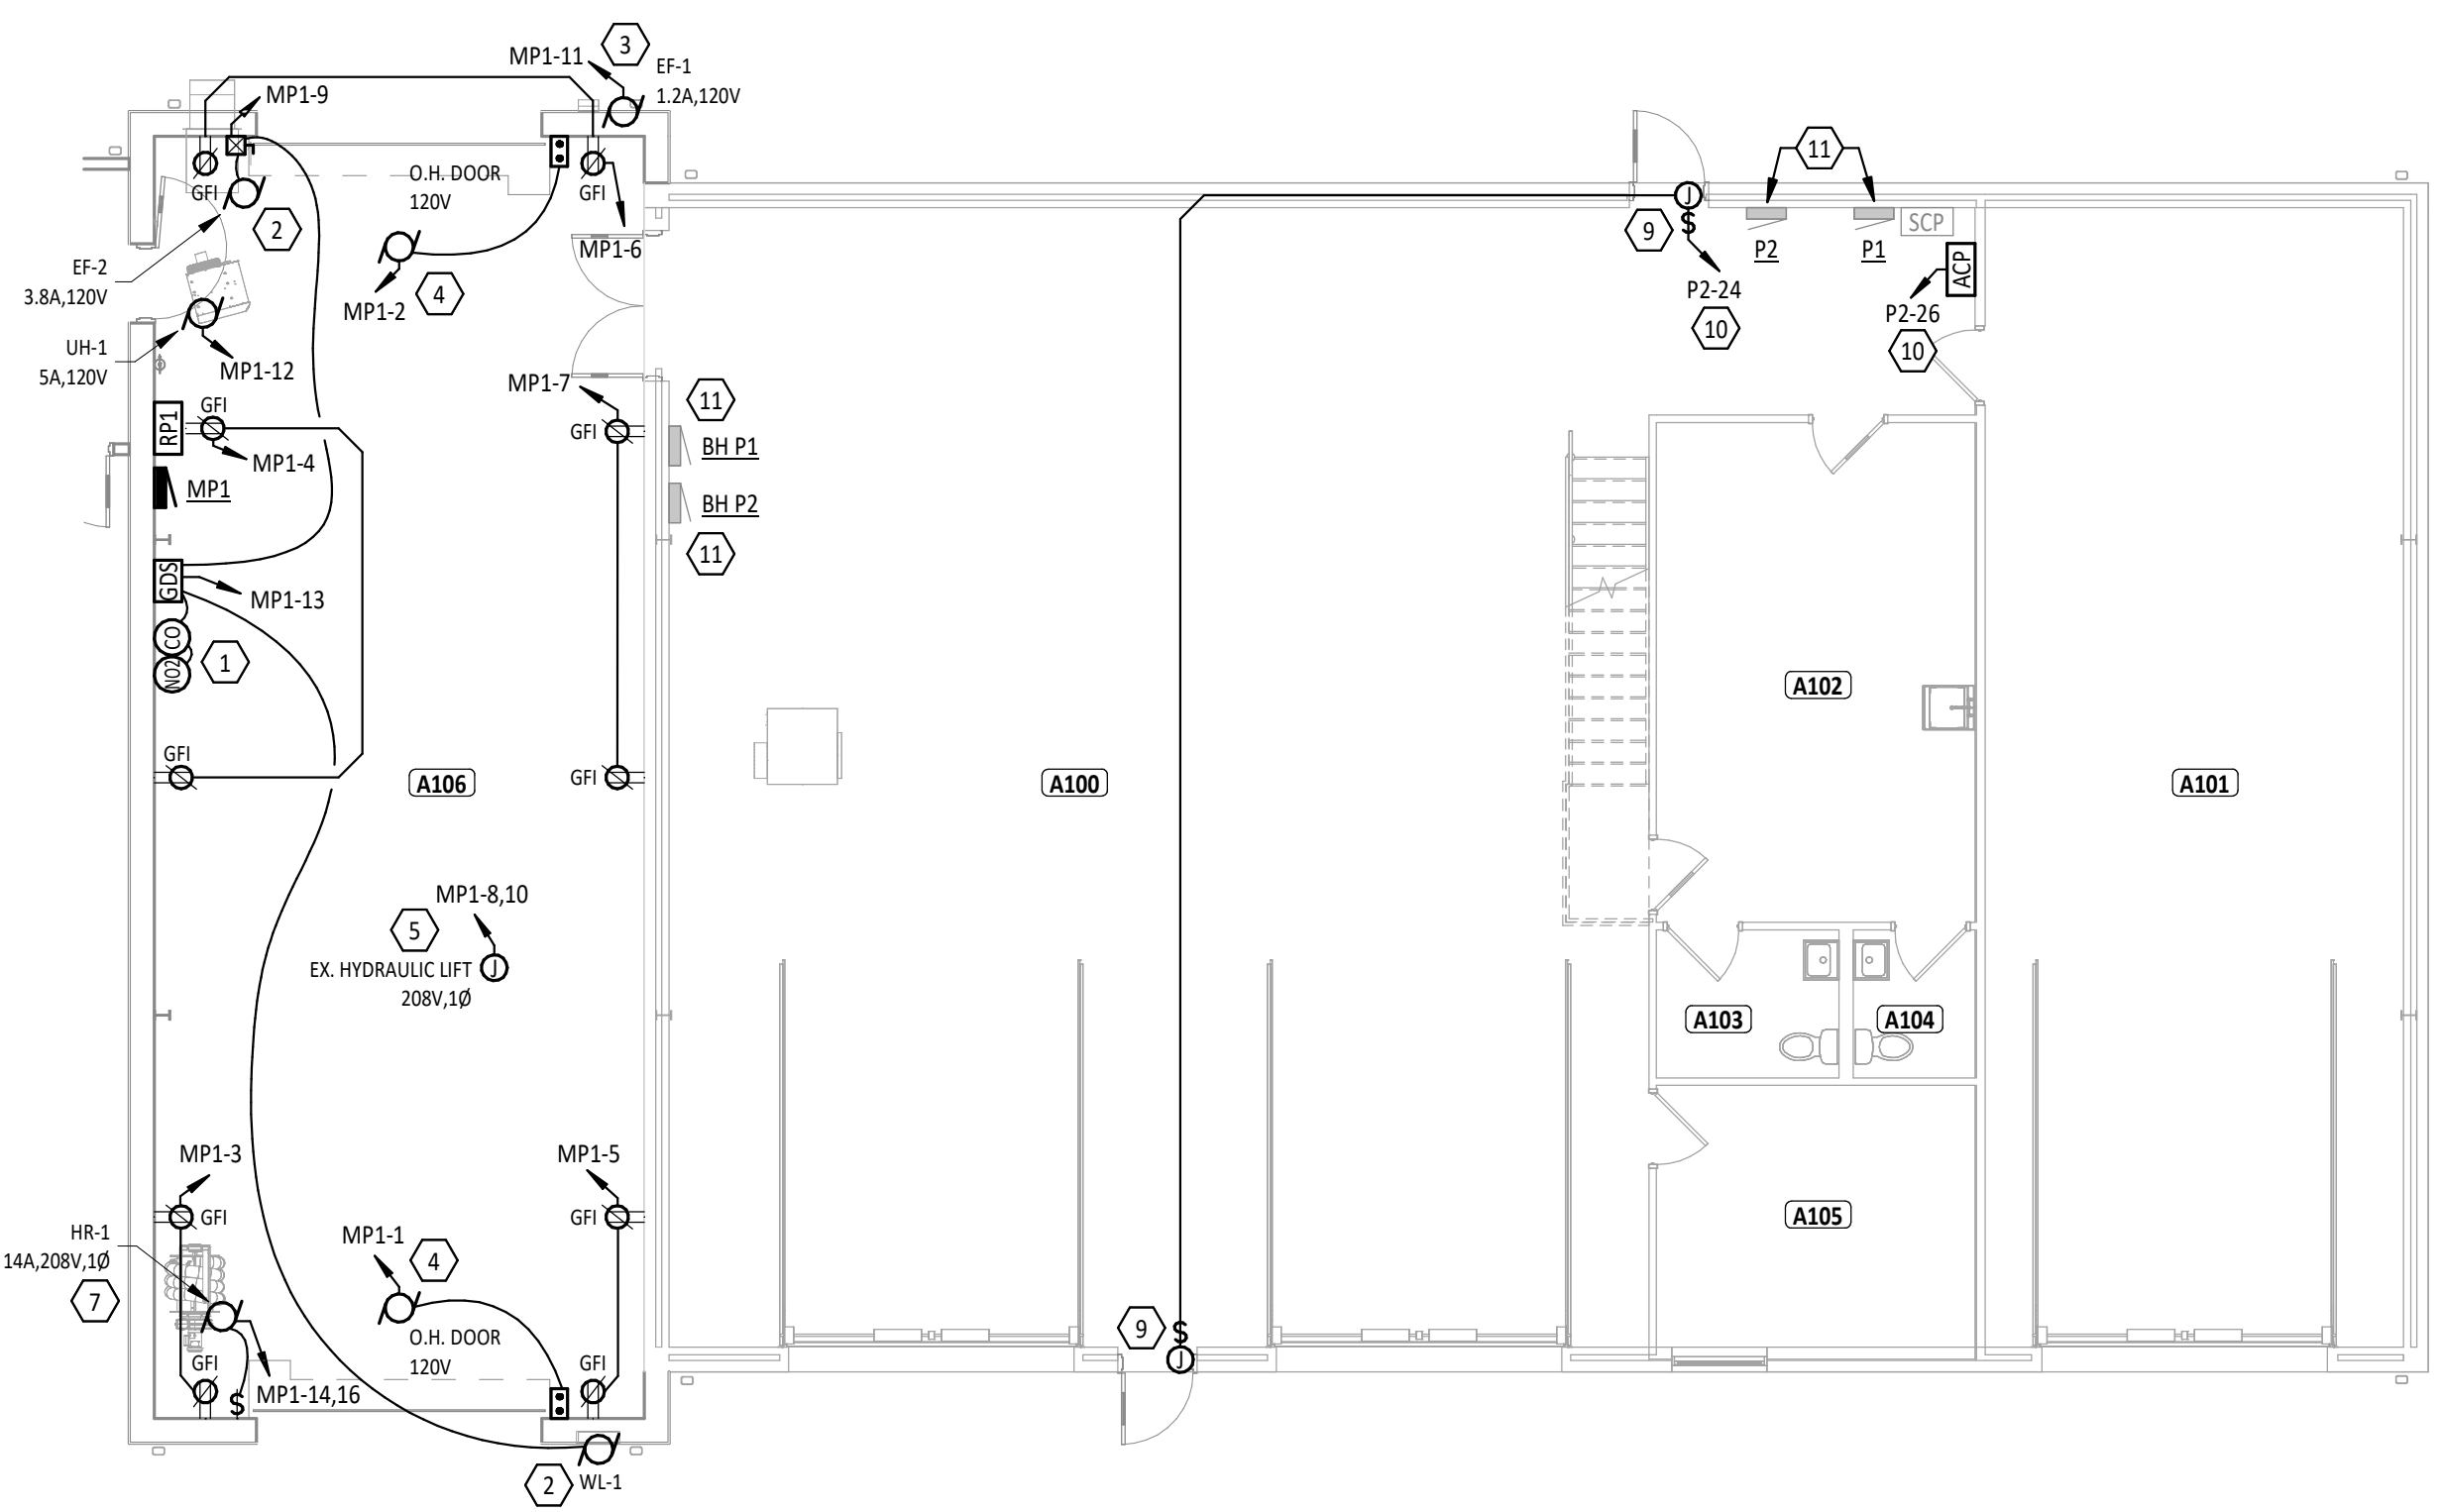 3
MP1-11
EF-1
1.2A,120V
MP1-9
GFI
2
O.H. DOOR
120V
GFI
MP1-6
EF-2
3.8A,120V
MP1-2
4
UH-1
5A,120V
MP1-12
MP1-7
RP1
GFI
MP1-4
MP1
GFI
11
BH P1
BH P2
11
GDS
MP1-13
CO
NO2
1
GFI
GFI
A106
MP1-8,10
5
EX. HYDRAULIC LIFT
J
208V,1Ø
MP1-3
GFI
MP1-5
GFI
HR-1
14A,208V,1Ø
7
MP1-1
4
O.H. DOOR
120V
GFI
$
MP1-14,16
GFI
2
WL-1
A100
9
$
J
J
9
$
P2-24
10
11
P2
P1
SCP
ACP
P2-26
10
A102
A101
A103
A104
A105